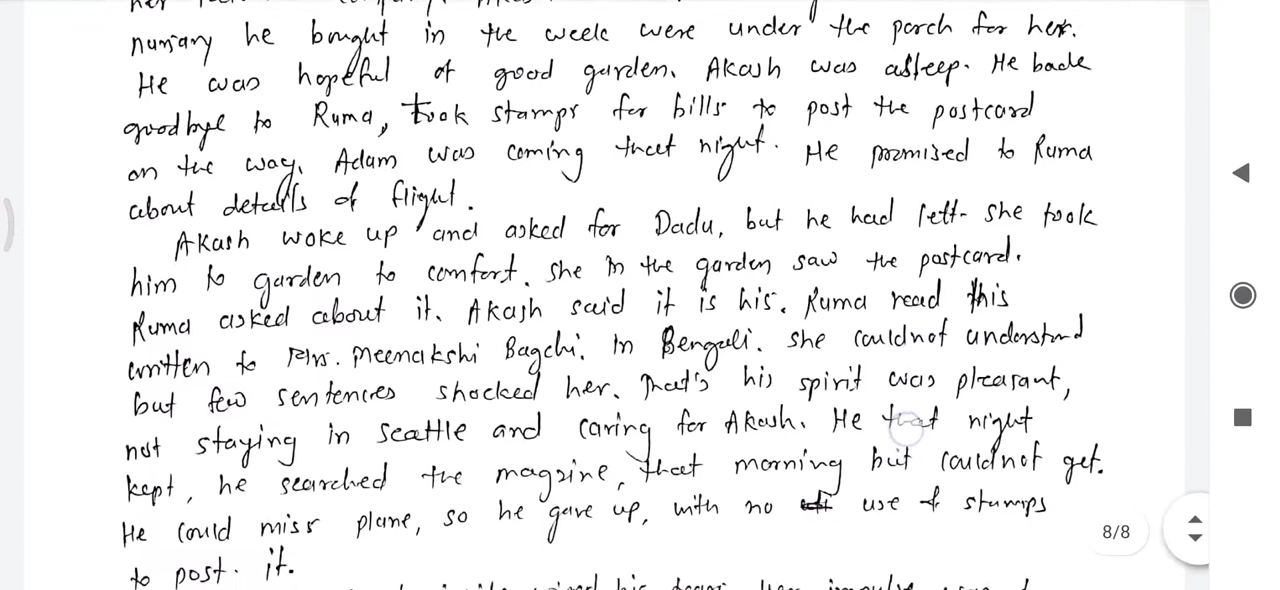 nursary he bought in the week were under the porch for her.
He was hopeful of good garden. Akash was asleep. He bade
goodbye to Ruma, took stamps for bills to post the postcard
on the way. Adam was coming that night. He promised to Ruma
about details of flight.
Akash woke up and asked for Dadu, but he had left. she took
him to garden to comfort. she in the garden saw the postcard.
Ruma asked about it. Akash said it is his. Ruma read this
written to Mrs. Meenakshi Bagchi. In Bengali. she couldnot understand
but few sentences shocked her. That's his spirit was pleasant,
not staying in seattle and caring for Akash. He that night
kept, he searched the magzine, that morning but couldnot get.
He could miss plane, so he gave up, with no use of stamps
to post it.
8/8